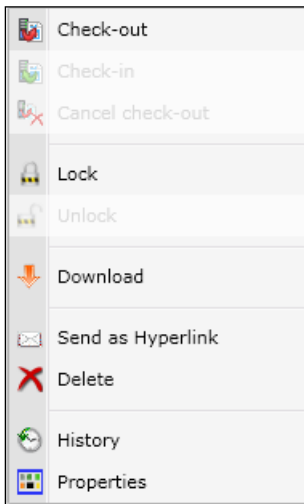 Check-out
Check-in
Cancel check-out
Lock
Unlock
Download
Send as Hyperlink
Delete
History
Properties